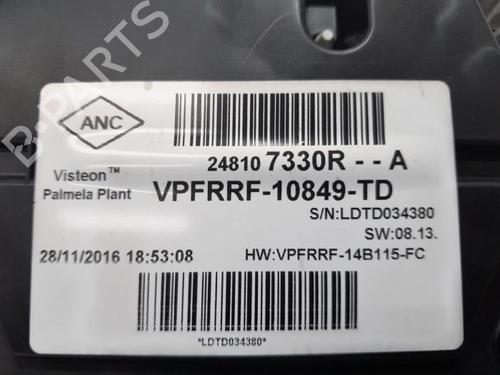 B-PARTS
ANC
24810 7330R - - A
Visteon™
Palmela Plant
VPFRRF-10849-TD
S/N:LDTD034380
SW:08.13.
28/11/2016 18:53:08
HW:VPFRRF-14B115-FC
*LDTD034380*